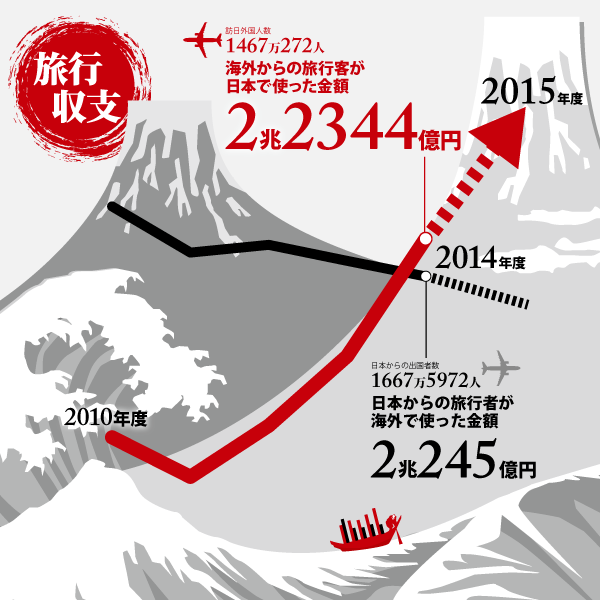 旅行
収支
訪日外国人数
1467万272人
海外からの旅行客が
日本で使った金額
2兆2344億円
2015年度
2014年度
日本からの出国者数
1667万5972人
日本からの旅行者が
海外で使った金額
2兆245億円
2010年度